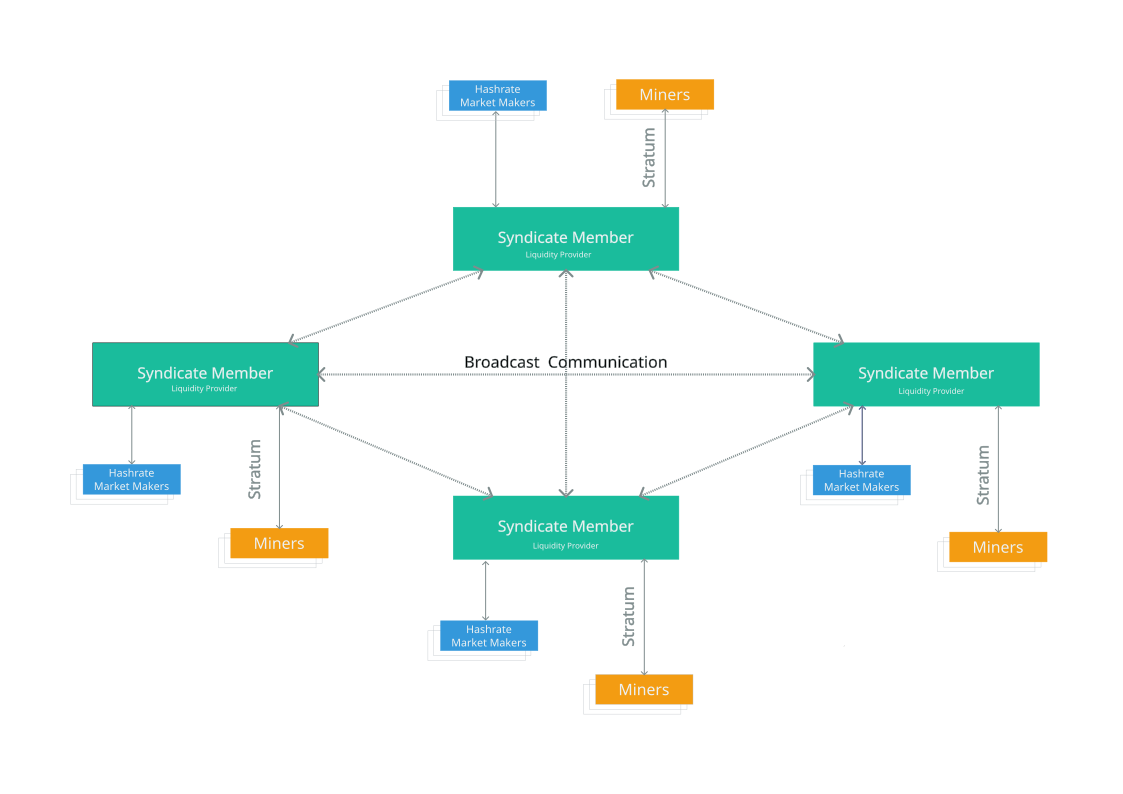 Hashrate
Market Makers
Miners
Stratum
Syndicate Member
Liquidity Provider
Broadcast Communication
Syndicate Member
Liquidity Provider
Syndicate Member
Liquidity Provider
Hashrate
Market Makers
Stratum
Miners
Hashrate
Market Makers
Stratum
Miners
Syndicate Member
Liquidity Provider
Hashrate
Market Makers
Stratum
Miners